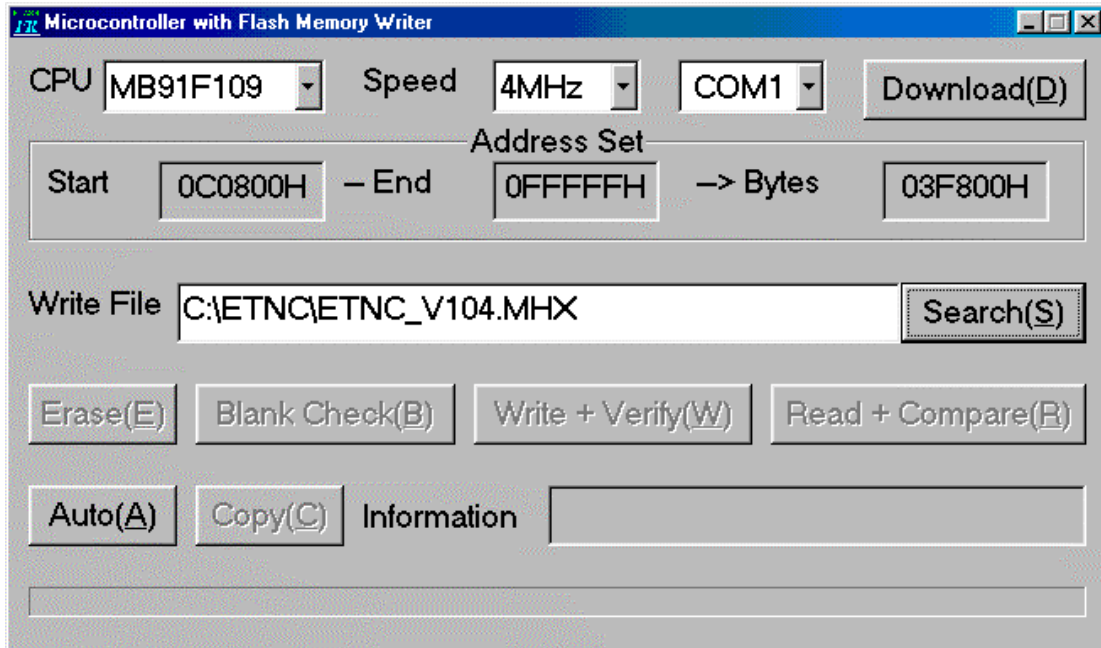 Microcontroller with Flash Memory Writer
CPU MB91F109 Speed 4MHz COM1 Download(D)
Address Set
Start 0C0800H – End 0FFFFFH –> Bytes 03F800H
Write File C:\ETNC\ETNC_V104.MHX Search(S)
Erase(E) Blank Check(B) Write + Verify(W) Read + Compare(R)
Auto(A) Copy(C) Information